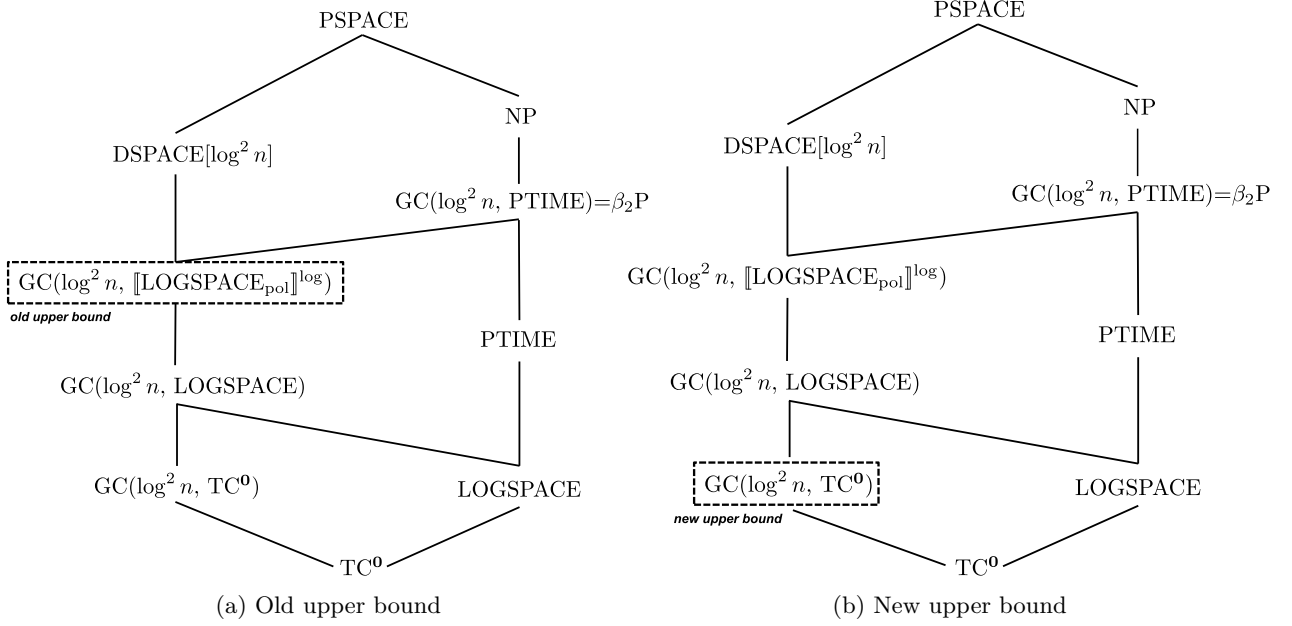 PSPACE
NP
DSPACE[log² n]
GC(log² n, PTIME)=β₂P
GC(log² n, ⟦LOGSPACEₚₒₗ⟧ˡᵒᵍ)
old upper bound
PTIME
GC(log² n, LOGSPACE)
GC(log² n, TC⁰)
LOGSPACE
TC⁰
(a) Old upper bound
PSPACE
NP
DSPACE[log² n]
GC(log² n, PTIME)=β₂P
GC(log² n, ⟦LOGSPACEₚₒₗ⟧ˡᵒᵍ)
PTIME
GC(log² n, LOGSPACE)
GC(log² n, TC⁰)
new upper bound
LOGSPACE
TC⁰
(b) New upper bound